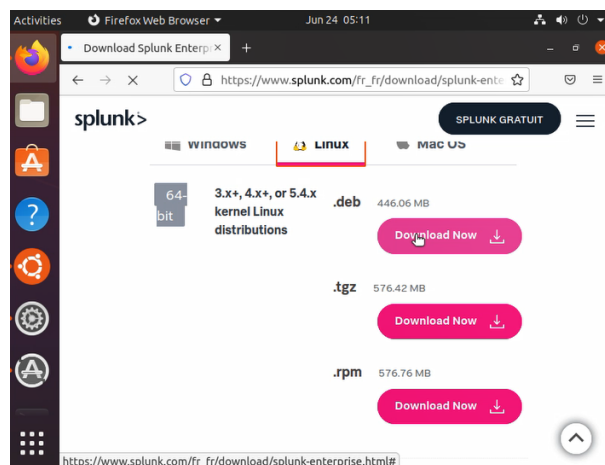 Activities
Firefox Web Browser
Jun 24 05:11
Download Splunk Enterpr
https://www.splunk.com/fr_fr/download/splunk-ente
splunk>
SPLUNK GRATUIT
Windows
Linux
Mac OS
64-
bit
3.x+, 4.x+, or 5.4.x
kernel Linux
distributions
.deb
446.06 MB
Download Now
.tgz
576.42 MB
Download Now
.rpm
576.76 MB
Download Now
https://www.splunk.com/fr_fr/download/splunk-enterprise.html#